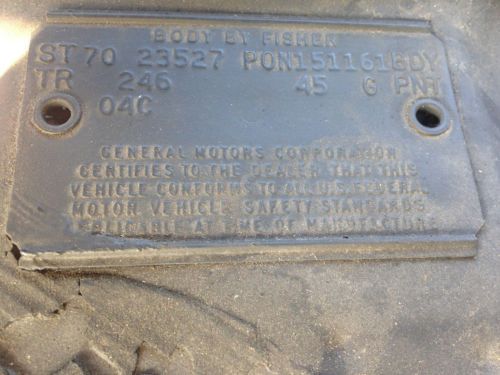 BODY BY FISHER
ST70 23527 PON151161BDY
TR 246 45 G PNT
04C
GENERAL MOTORS CORPORATION
CERTIFIES TO THE DEALER THAT THIS
VEHICLE CONFORMS TO ALL U.S. FEDERAL
MOTOR VEHICLE SAFETY STANDARDS
APPLICABLE AT TIME OF MANUFACTURE